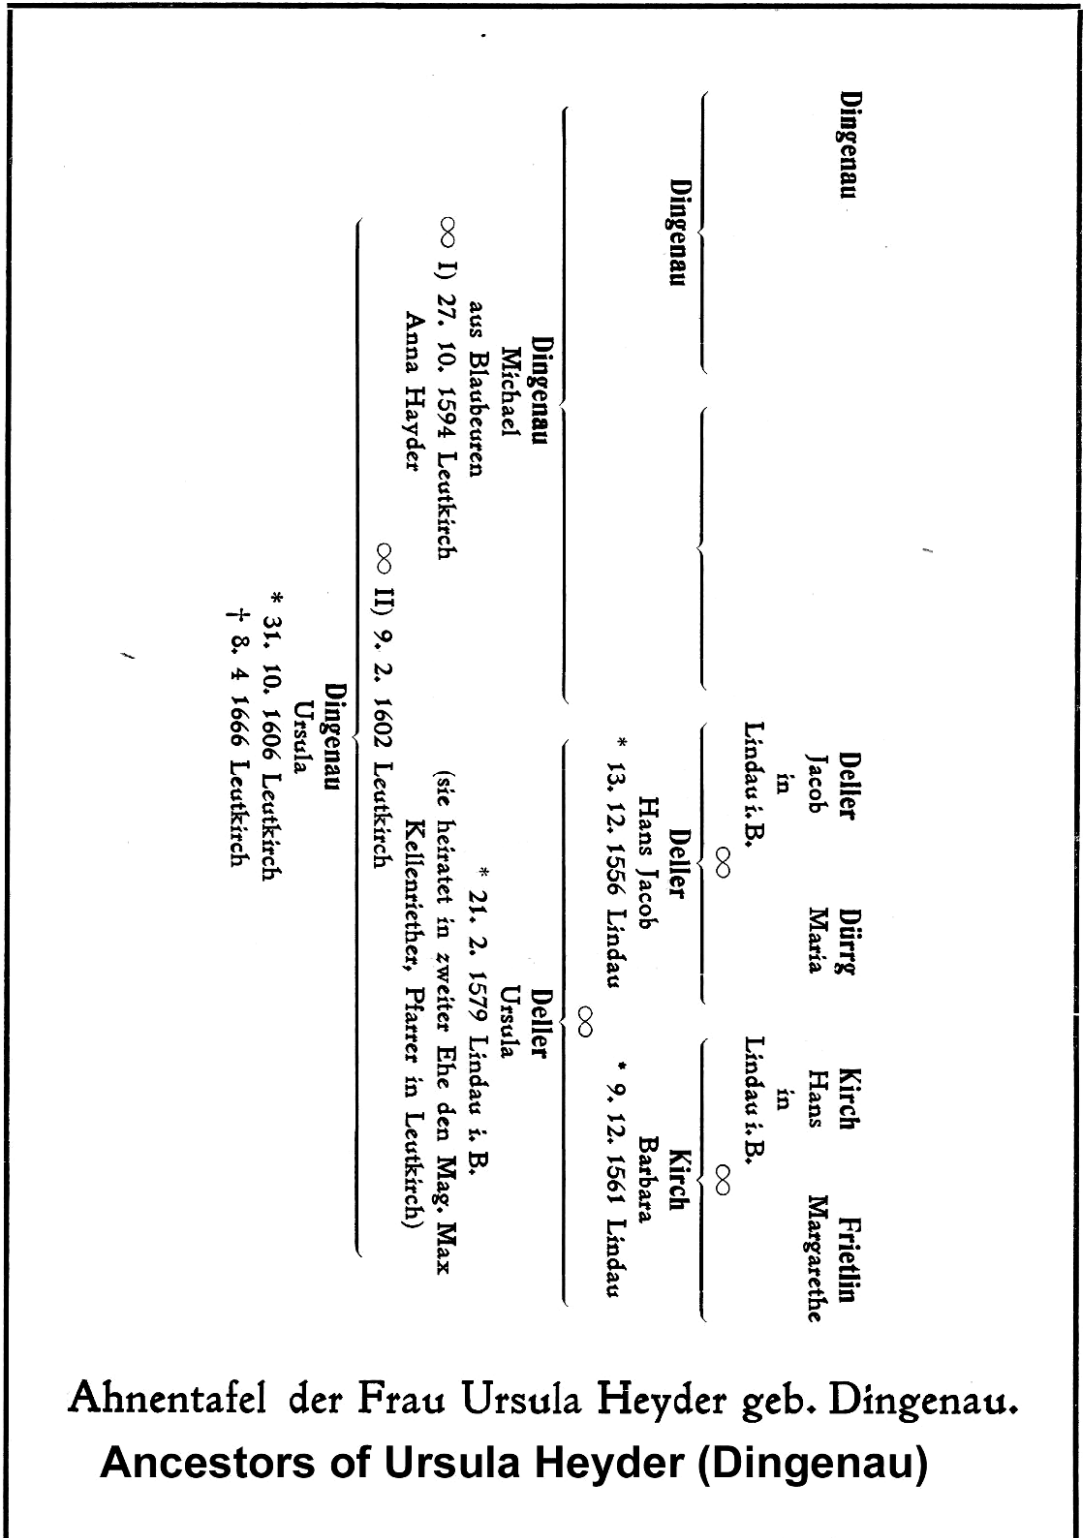 Dingenau
Deller
Jacob
in
Lindau i. B.
Dürrg
Maria
∞
Kirch
Hans
in
Lindau i. B.
Frietlin
Margarethe
∞
Dingenau
Deller
Hans Jacob
* 13. 12. 1556 Lindau
Kirch
Barbara
* 9. 12. 1561 Lindau
∞
Dingenau
Michael
aus Blaubeuren
∞ I) 27. 10. 1594 Leutkirch
Anna Hayder
Deller
Ursula
* 21. 2. 1579 Lindau i. B.
(sie heiratet in zweiter Ehe den Mag. Max
Kellenriether, Pfarrer in Leutkirch)
∞ II) 9. 2. 1602 Leutkirch
Dingenau
Ursula
* 31. 10. 1606 Leutkirch
† 8. 4 1666 Leutkirch
Ahnentafel der Frau Ursula Heyder geb. Dingenau.
Ancestors of Ursula Heyder (Dingenau)